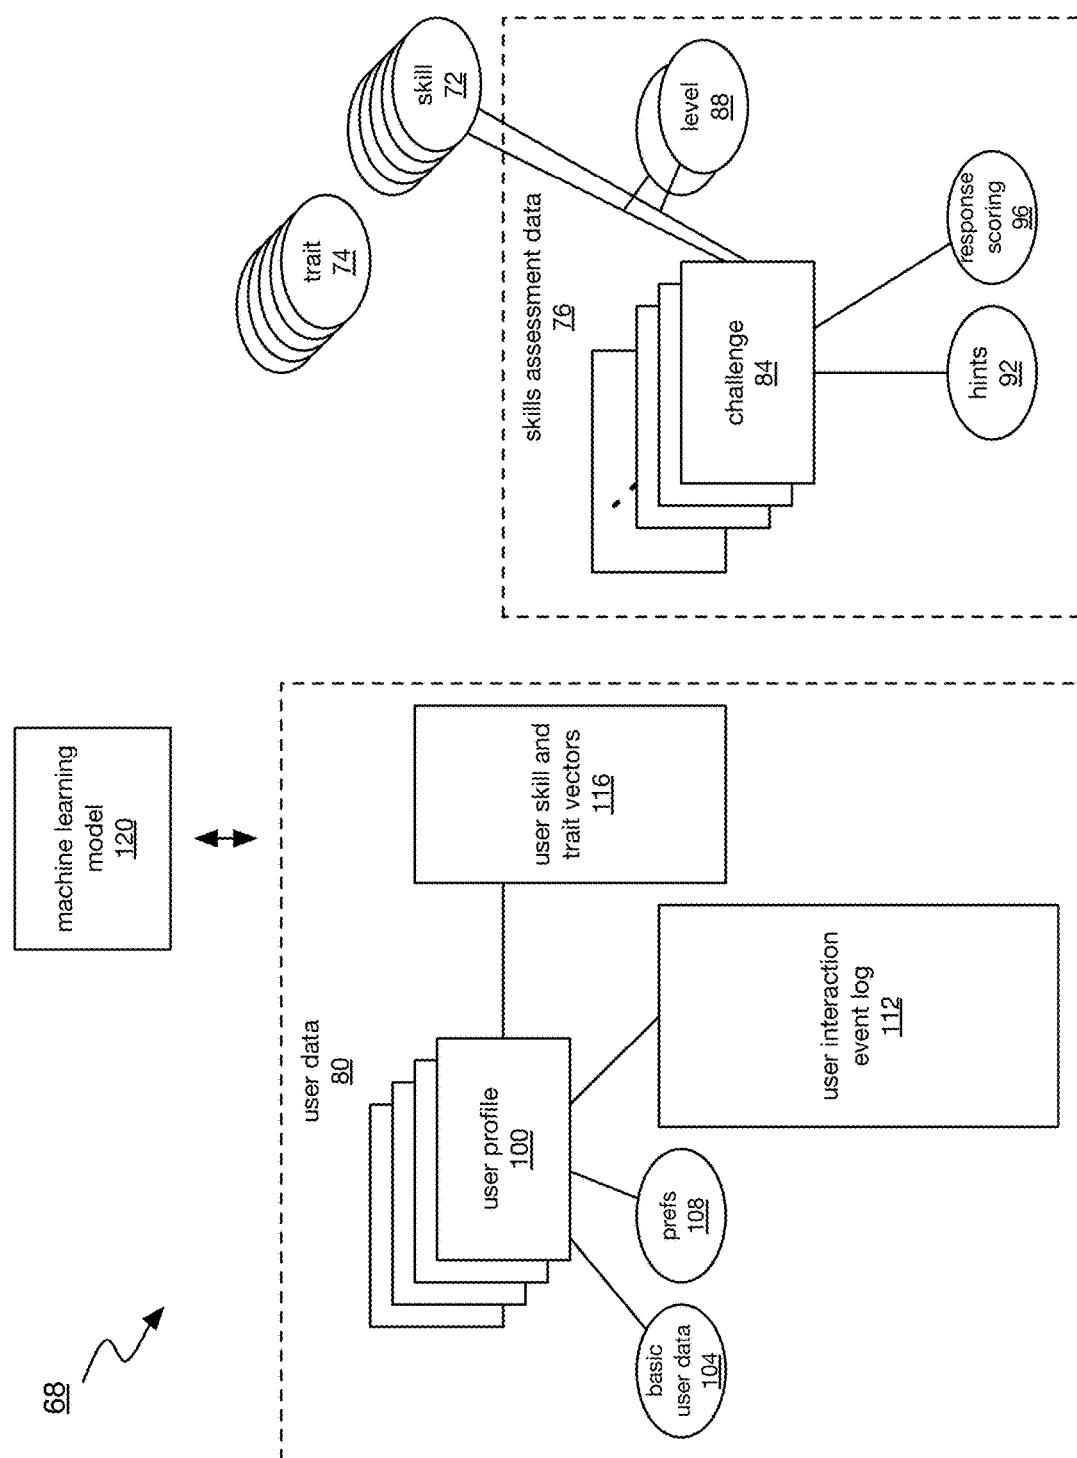 68
machine learning
model
120
user data
80
user profile
100
basic
user data
104
prefs
108
user interaction
event log
112
user skill and
trait vectors
116
trait
74
skill
72
skills assessment data
76
challenge
84
level
88
hints
92
response
scoring
96